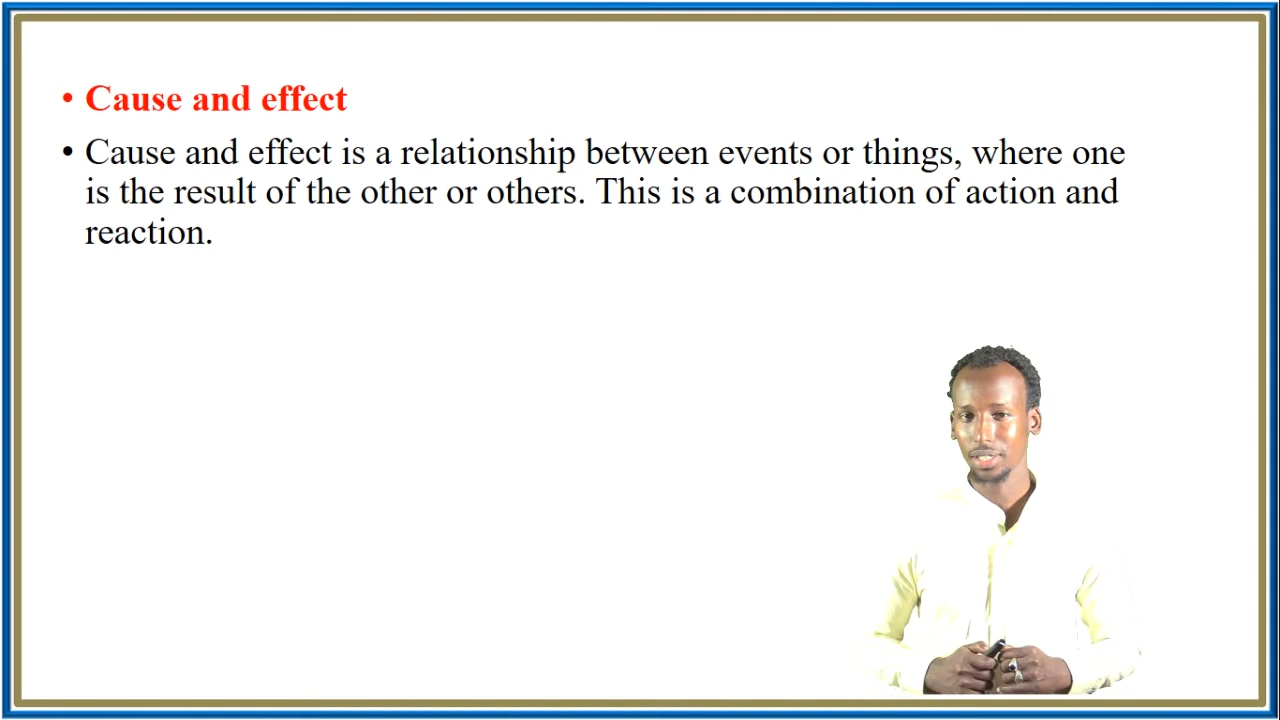 • Cause and effect
• Cause and effect is a relationship between events or things, where one
is the result of the other or others. This is a combination of action and
reaction.